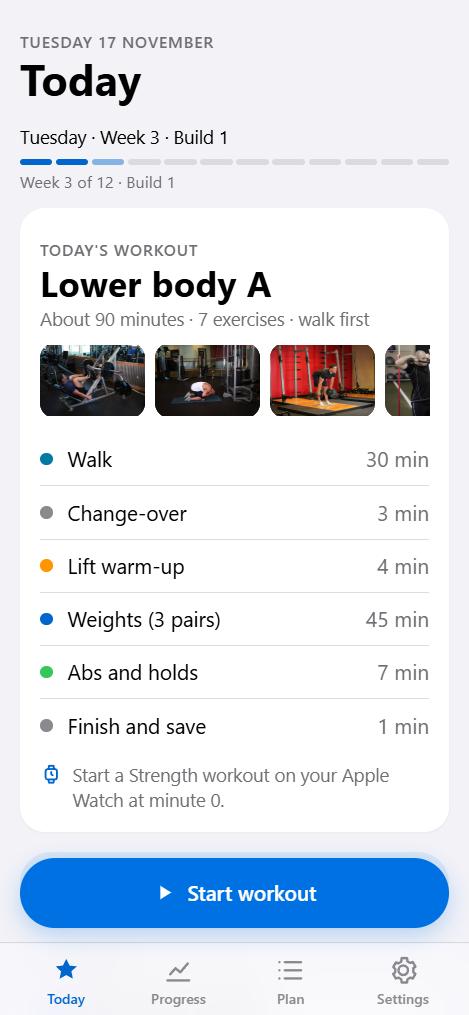 TUESDAY 17 NOVEMBER
Today
Tuesday · Week 3 · Build 1
Week 3 of 12 · Build 1
TODAY'S WORKOUT
Lower body A
About 90 minutes · 7 exercises · walk first
Walk 30 min
Change-over 3 min
Lift warm-up 4 min
Weights (3 pairs) 45 min
Abs and holds 7 min
Finish and save 1 min
Start a Strength workout on your Apple
Watch at minute 0.
Start workout
Today Progress Plan Settings